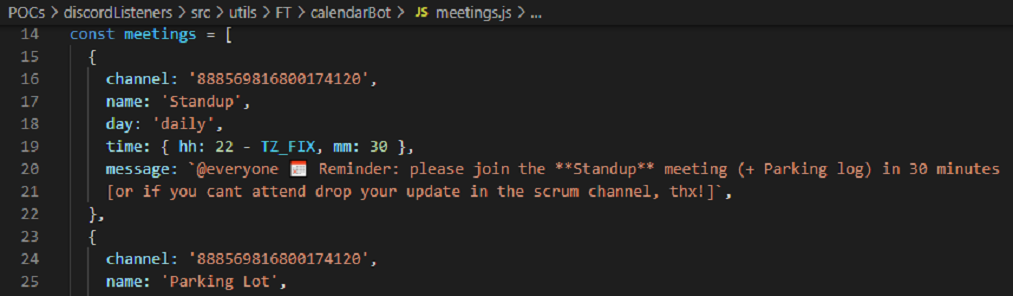 POCs > discordListeners > src > utils > FT > calendarBot > JS meetings.js > ...
14 const meetings = [
15 {
16 channel: '888569816800174120',
17 name: 'Standup',
18 day: 'daily',
19 time: { hh: 22 - TZ_FIX, mm: 30 },
20 message: `@everyone 📅 Reminder: please join the **Standup** meeting (+ Parking log) in 30 minutes
21 [or if you cant attend drop your update in the scrum channel, thx!]`,
22 },
23 {
24 channel: '888569816800174120',
25 name: 'Parking Lot',